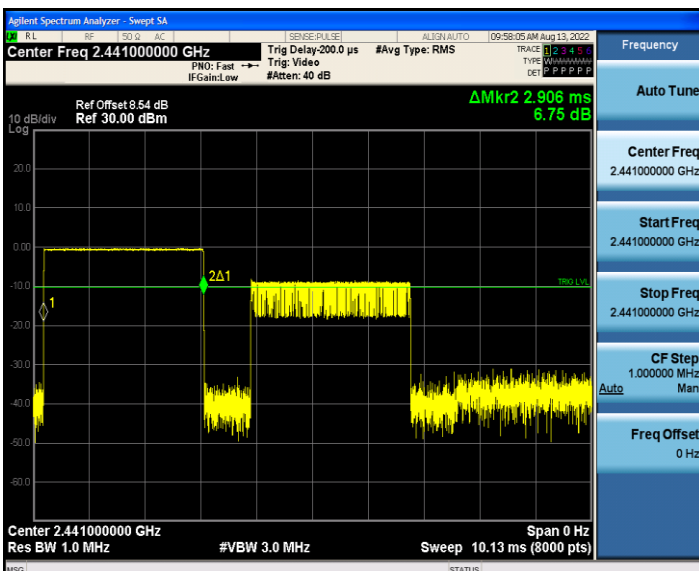 Agilent Spectrum Analyzer - Swept SA
RL RF 50 Ω AC SENSE:PULSE ALIGN AUTO 09:58:05 AM Aug 13, 2022
Center Freq 2.441000000 GHz
PNO: Fast
IFGain:Low
Trig Delay-200.0 µs
Trig: Video
#Atten: 40 dB
#Avg Type: RMS
TRACE 1 2 3 4 5 6
TYPE
DET P P P P P P
Ref Offset 8.54 dB
Ref 30.00 dBm
10 dB/div
Log
ΔMkr2 2.906 ms
6.75 dB
20.0
10.0
0.00
-10.0
-20.0
-30.0
-40.0
-50.0
-60.0
1
2Δ1
TRIG LVL
Center 2.441000000 GHz
Res BW 1.0 MHz
#VBW 3.0 MHz
Span 0 Hz
Sweep 10.13 ms (8000 pts)
MSG
STATUS
Frequency
Auto Tune
Center Freq
2.441000000 GHz
Start Freq
2.441000000 GHz
Stop Freq
2.441000000 GHz
CF Step
1.000000 MHz
Auto Man
Freq Offset
0 Hz